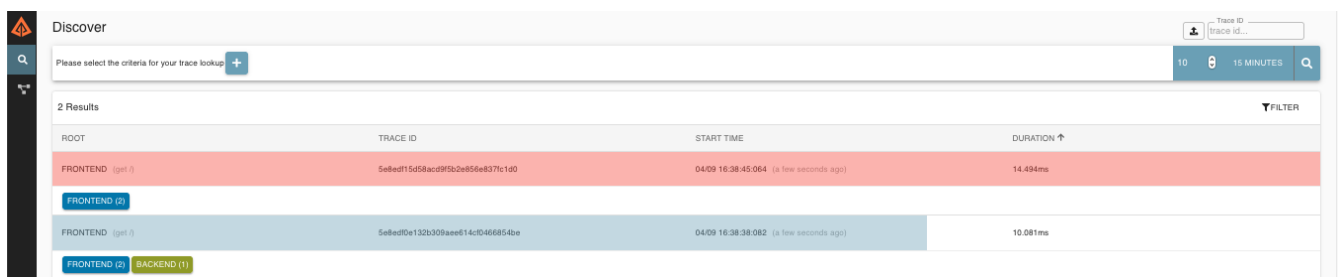 Discover
Trace ID
trace id...
Please select the criteria for your trace lookup
10 15 MINUTES
2 Results
FILTER
ROOT TRACE ID START TIME DURATION
FRONTEND (get /) 5e8edf15d58acd9f5b2e856e837fc1d0 04/09 16:38:45:064 (a few seconds ago) 14.494ms
FRONTEND (2)
FRONTEND (get /) 5e8edf0e132b309aee614cf0466854be 04/09 16:38:38:082 (a few seconds ago) 10.081ms
FRONTEND (2) BACKEND (1)